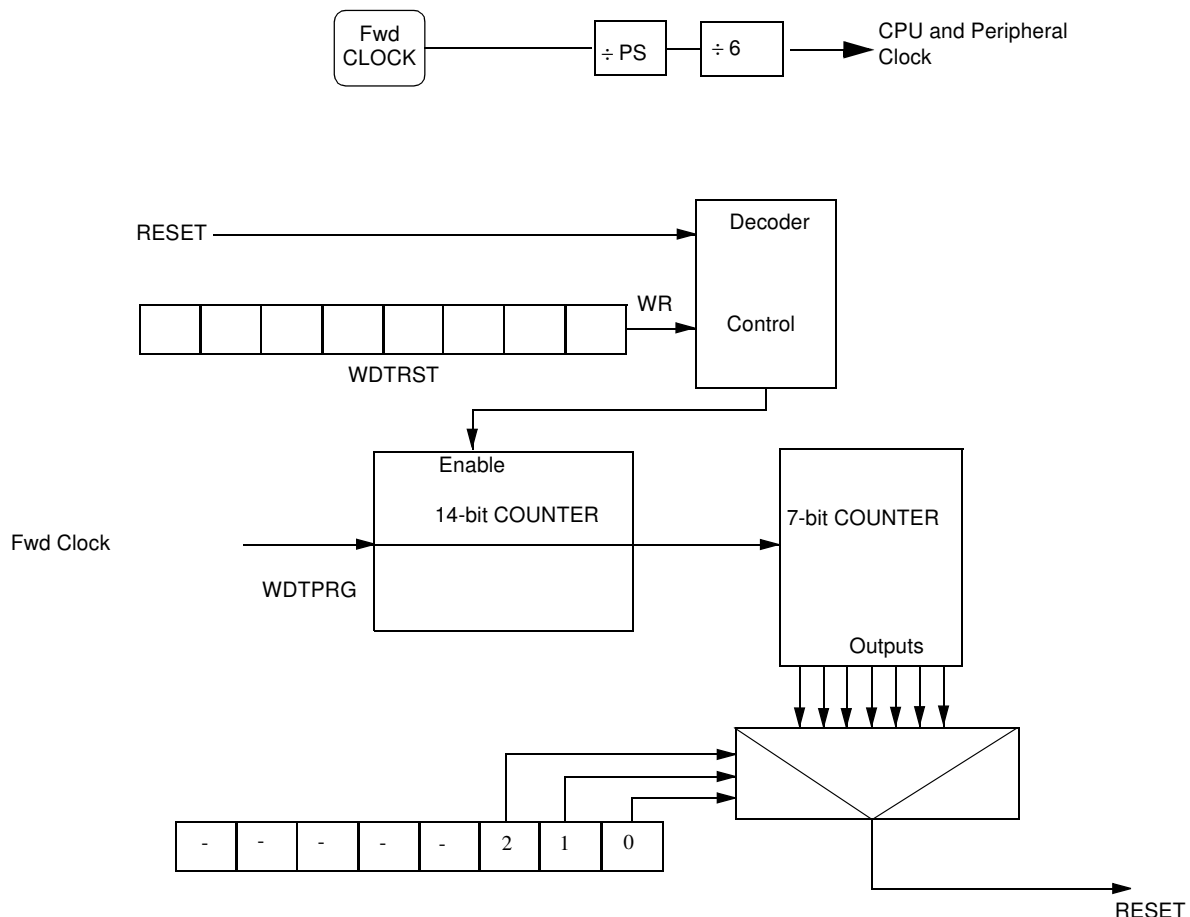 Fwd
CLOCK
÷ PS
÷ 6
CPU and Peripheral
Clock
Decoder
RESET
WR
Control
WDTRST
Enable
14-bit COUNTER
7-bit COUNTER
Fwd Clock
WDTPRG
Outputs
- - - - - 2 1 0
RESET